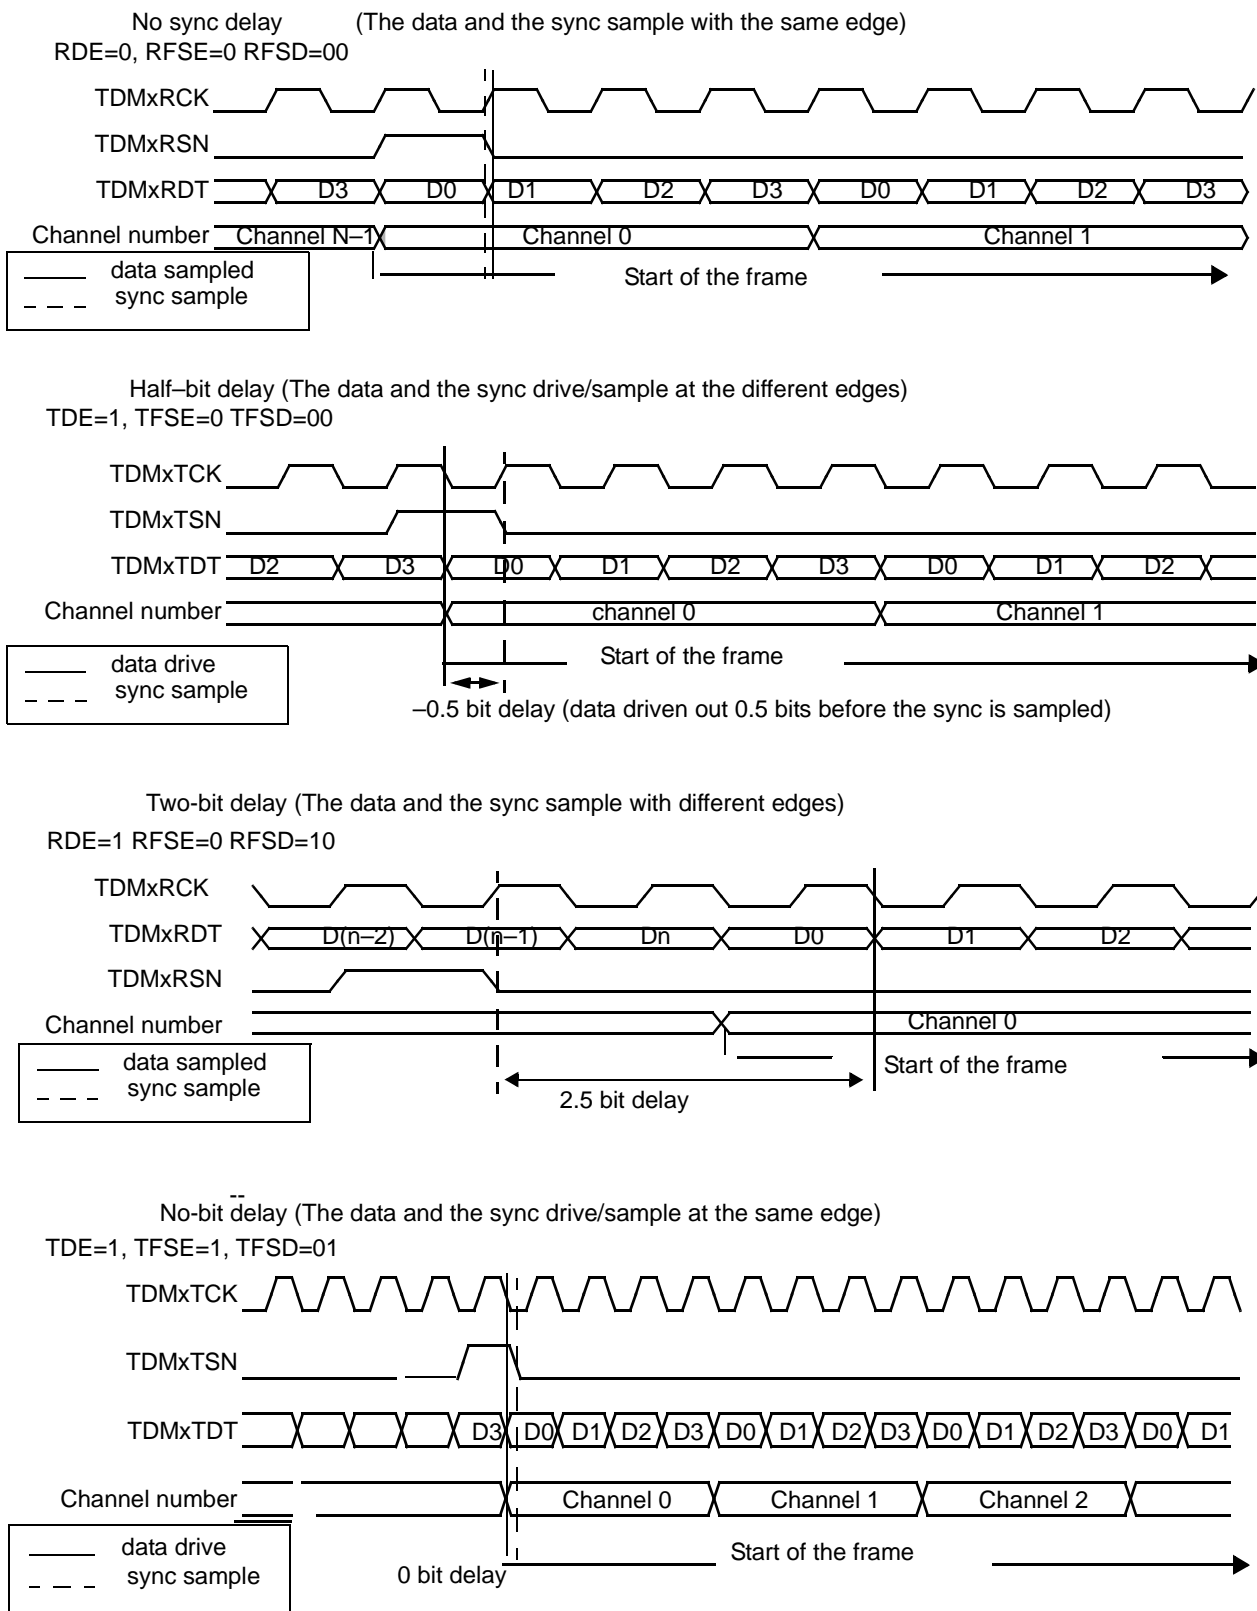 No sync delay (The data and the sync sample with the same edge)
RDE=0, RFSE=0 RFSD=00
TDMxRCK
TDMxRSN
TDMxRDT D3 D0 D1 D2 D3 D0 D1 D2 D3
Channel number Channel N–1 Channel 0 Channel 1
data sampled
sync sample
Start of the frame
Half–bit delay (The data and the sync drive/sample at the different edges)
TDE=1, TFSE=0 TFSD=00
TDMxTCK
TDMxTSN
TDMxTDT D2 D3 D0 D1 D2 D3 D0 D1 D2
Channel number channel 0 Channel 1
data drive
sync sample
Start of the frame
–0.5 bit delay (data driven out 0.5 bits before the sync is sampled)
Two-bit delay (The data and the sync sample with different edges)
RDE=1 RFSE=0 RFSD=10
TDMxRCK
TDMxRDT D(n–2) D(n–1) Dn D0 D1 D2
TDMxRSN
Channel number Channel 0
data sampled
sync sample
Start of the frame
2.5 bit delay
--
No-bit delay (The data and the sync drive/sample at the same edge)
TDE=1, TFSE=1, TFSD=01
TDMxTCK
TDMxTSN
TDMxTDT D3 D0 D1 D2 D3 D0 D1 D2 D3 D0 D1 D2 D3 D0 D1
Channel number Channel 0 Channel 1 Channel 2
data drive
sync sample
Start of the frame
0 bit delay